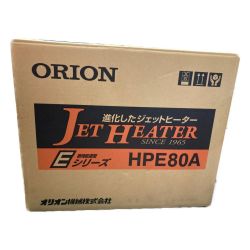 ORION
進化したジェットヒーター
JET HEATER
SINCE 1965
Eシリーズ
HPE80A
オリオン機械株式会社